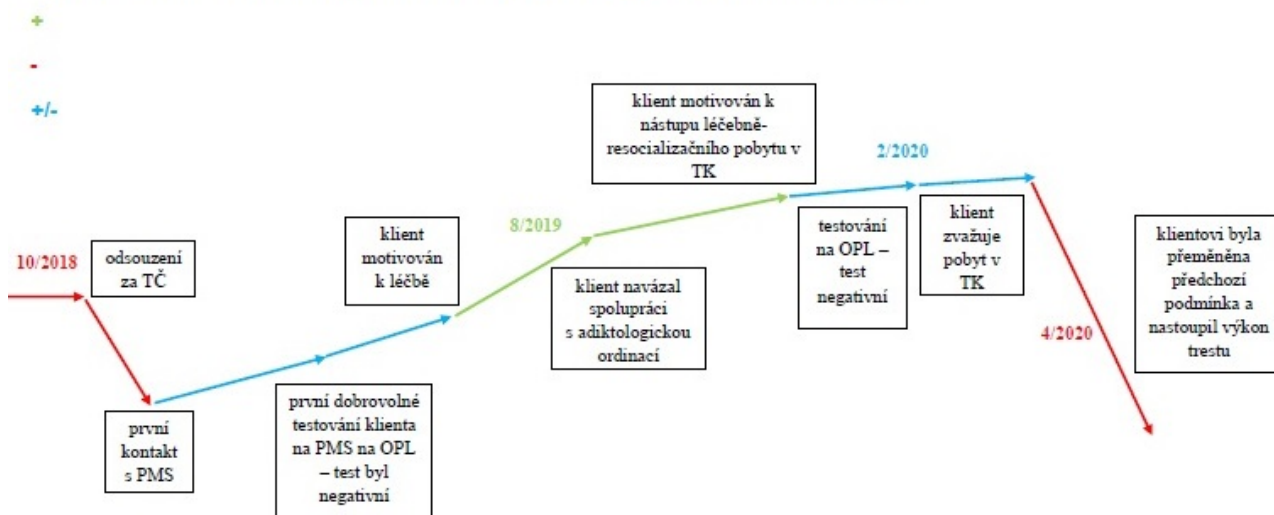 +
-
+/-
10/2018
odsouzení
za TČ
první
kontakt
s PMS
první dobrovolné
testování klienta
na PMS na OPL
– test byl
negativní
klient
motivován
k léčbě
8/2019
klient navázal
spolupráci
s adiktologickou
ordinací
klient motivován k
nástupu léčebně-
resocializačního pobytu v
TK
testování
na OPL –
test
negativní
2/2020
klient
zvažuje
pobyt v
TK
4/2020
klientovi byla
přeměněna
předchozí
podmínka a
nastoupil výkon
trestu